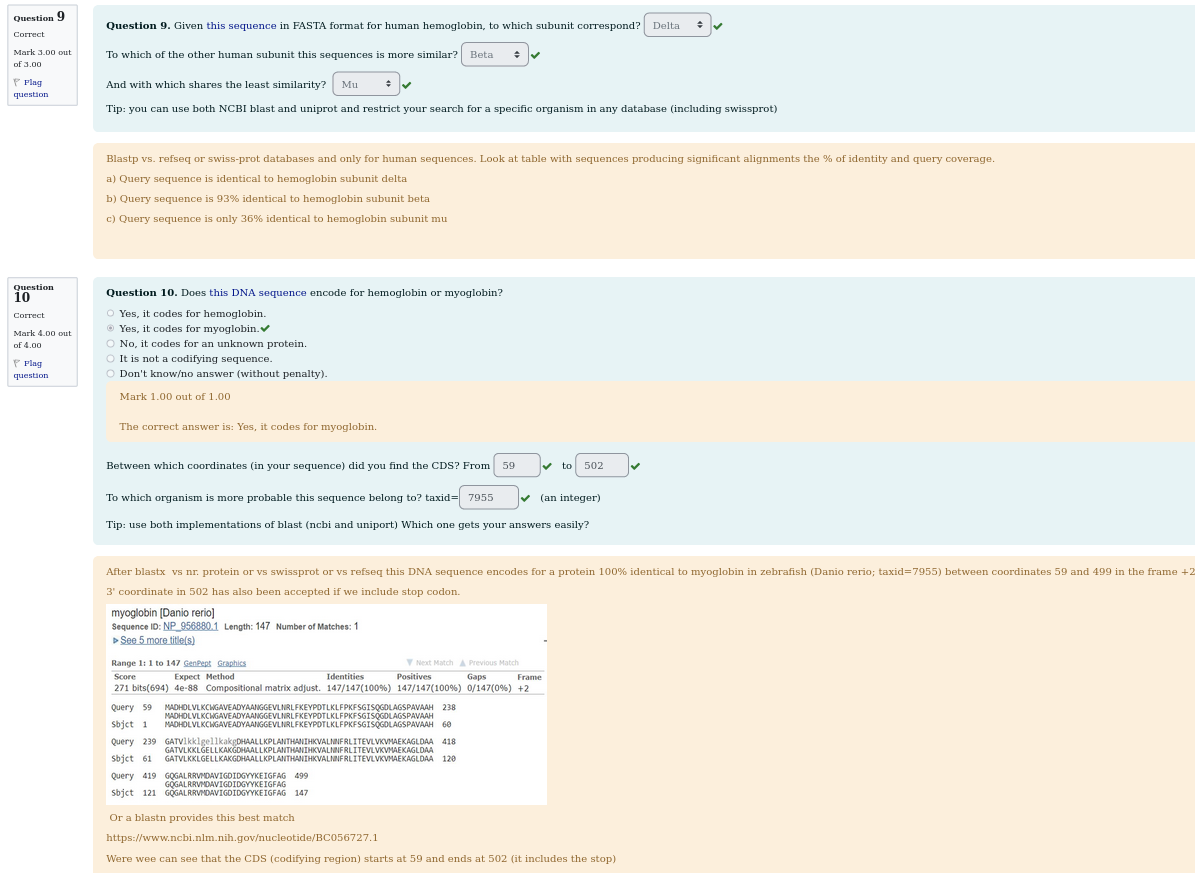 Question 9
Correct
Mark 3.00 out
of 3.00
Flag
question
Question 9. Given this sequence in FASTA format for human hemoglobin, to which subunit correspond? Delta
To which of the other human subunit this sequences is more similar? Beta
And with which shares the least similarity? Mu
Tip: you can use both NCBI blast and uniprot and restrict your search for a specific organism in any database (including swissprot)
Blastp vs. refseq or swiss-prot databases and only for human sequences. Look at table with sequences producing significant alignments the % of identity and query coverage.
a) Query sequence is identical to hemoglobin subunit delta
b) Query sequence is 93% identical to hemoglobin subunit beta
c) Query sequence is only 36% identical to hemoglobin subunit mu
Question
10
Correct
Mark 4.00 out
of 4.00
Flag
question
Question 10. Does this DNA sequence encode for hemoglobin or myoglobin?
Yes, it codes for hemoglobin.
Yes, it codes for myoglobin.
No, it codes for an unknown protein.
It is not a codifying sequence.
Don't know/no answer (without penalty).
Mark 1.00 out of 1.00
The correct answer is: Yes, it codes for myoglobin.
Between which coordinates (in your sequence) did you find the CDS? From 59 to 502
To which organism is more probable this sequence belong to? taxid= 7955 (an integer)
Tip: use both implementations of blast (ncbi and uniport) Which one gets your answers easily?
After blastx vs nr. protein or vs swissprot or vs refseq this DNA sequence encodes for a protein 100% identical to myoglobin in zebrafish (Danio rerio; taxid=7955) between coordinates 59 and 499 in the frame +2
3' coordinate in 502 has also been accepted if we include stop codon.
myoglobin [Danio rerio]
Sequence ID: NP_956880.1 Length: 147 Number of Matches: 1
See 5 more title(s)
Range 1: 1 to 147 GenPept Graphics Next Match Previous Match
Score Expect Method Identities Positives Gaps Frame
271 bits(694) 4e-88 Compositional matrix adjust. 147/147(100%) 147/147(100%) 0/147(0%) +2
Query 59 MADHDLVLKCWGAVEADYAANGGEVLNRLFKEYPDTLKLFPKFSGISQGDLAGSPAVAAH 238
MADHDLVLKCWGAVEADYAANGGEVLNRLFKEYPDTLKLFPKFSGISQGDLAGSPAVAAH
Sbjct 1 MADHDLVLKCWGAVEADYAANGGEVLNRLFKEYPDTLKLFPKFSGISQGDLAGSPAVAAH 60
Query 239 GATVlkklgellkakgDHAALLKPLANTHANIHKVALNNFRLITEVLVKVMAEKAGLDAA 418
GATVLKKLGELLKAKGDHAALLKPLANTHANIHKVALNNFRLITEVLVKVMAEKAGLDAA
Sbjct 61 GATVLKKLGELLKAKGDHAALLKPLANTHANIHKVALNNFRLITEVLVKVMAEKAGLDAA 120
Query 419 GQGALRRVMDAVIGDIDGYYKEIGFAG 499
GQGALRRVMDAVIGDIDGYYKEIGFAG
Sbjct 121 GQGALRRVMDAVIGDIDGYYKEIGFAG 147
Or a blastn provides this best match
https://www.ncbi.nlm.nih.gov/nucleotide/BC056727.1
Were wee can see that the CDS (codifying region) starts at 59 and ends at 502 (it includes the stop)